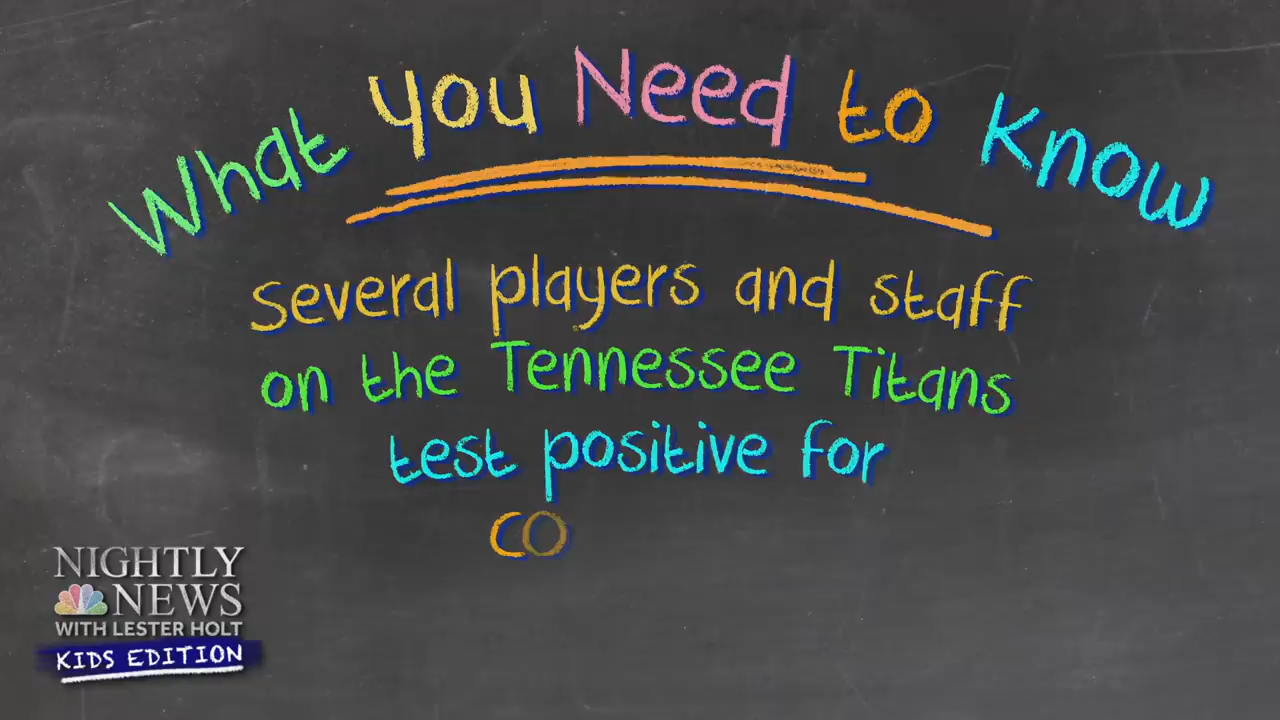 What You Need to Know
Several players and staff
on the Tennessee Titans
test positive for
CO
NIGHTLY
NEWS
WITH LESTER HOLT
KIDS EDITION